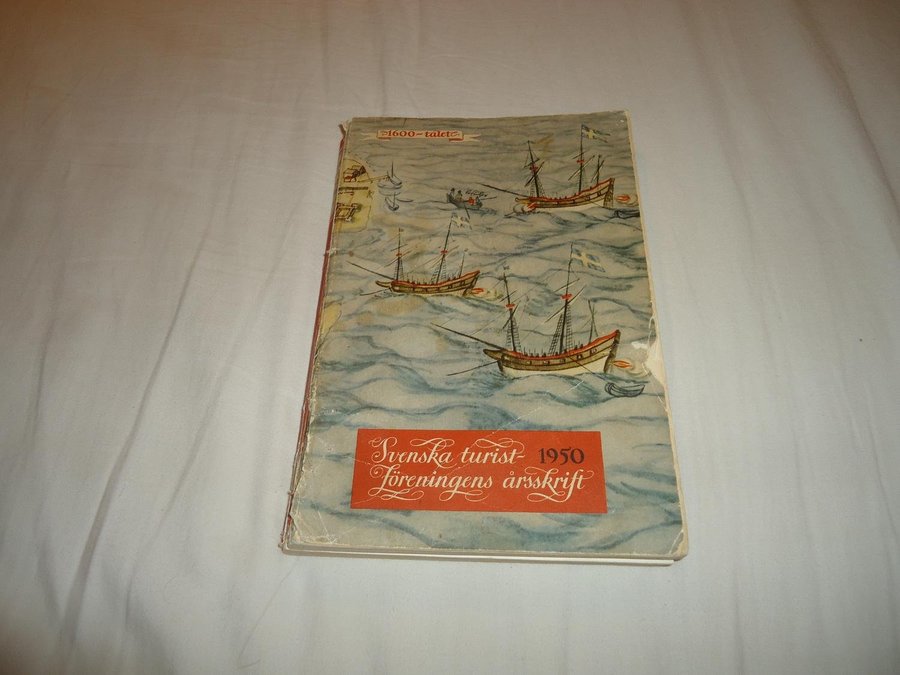 1600-talet
Svenska turist- 1950
föreningens årsskrift